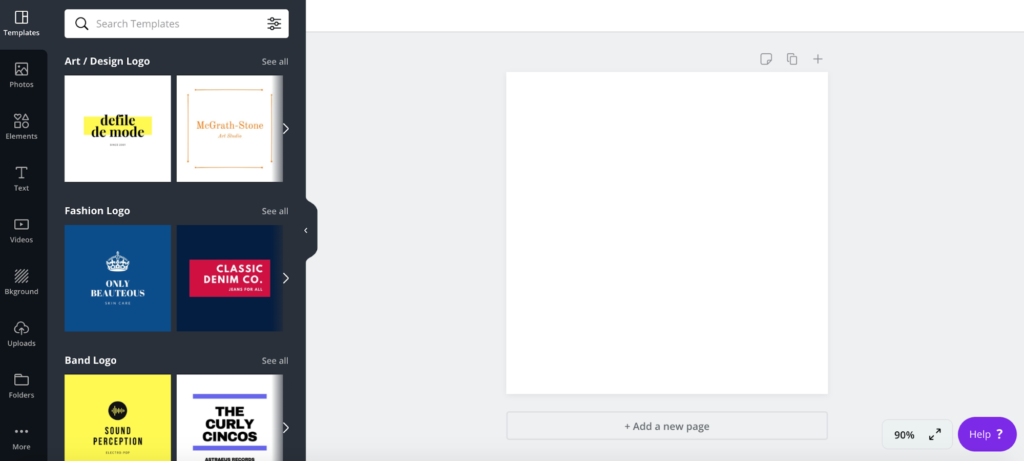 Templates
Photos
Elements
Text
Videos
Bkground
Uploads
Folders
More
Search Templates
Art / Design Logo See all
defile
de mode
McGrath-Stone
Art Studio
Fashion Logo See all
ONLY
BEAUTEOUS
SKIN CARE
CLASSIC
DENIM CO.
JEANS FOR ALL
Band Logo See all
SOUND
PERCEPTION
THE
CURLY
CINCOS
ASTRAEUS RECORDS
+ Add a new page
90%
Help ?